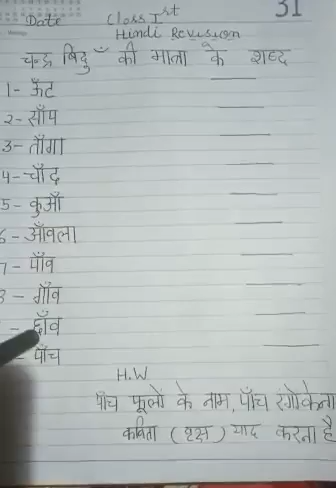 Date Class Ist 31
Hindi Revision
चन्द्र बिंदु ँ की मात्रा के शब्द
1- ऊँट
2- साँप
3- ताँगा
4- चाँद
5- कुआँ
6- आँवला
7- पाँव
8 - गाँव
- छाँव
- पाँच
H.W
पाँच फूलों के नाम, पाँच रंगों के ना
कविता ( ) याद करना है